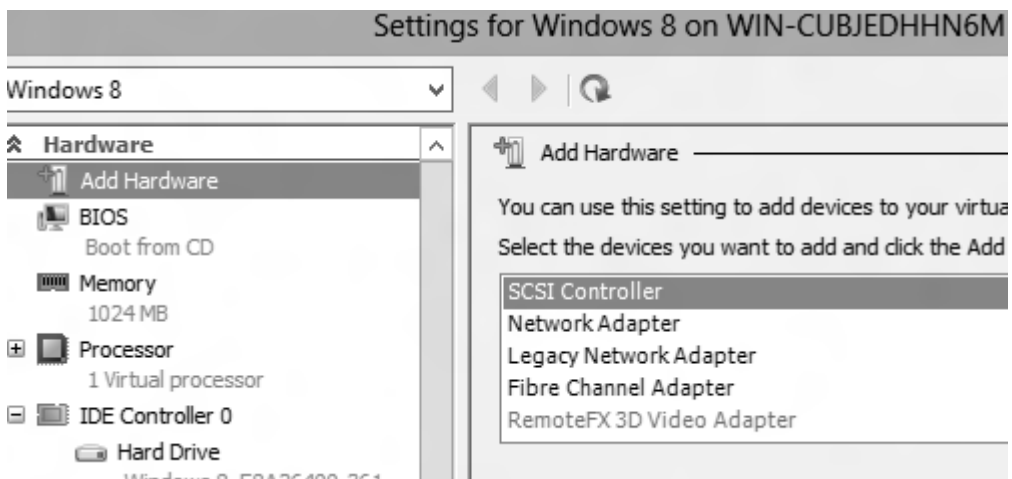 Settings for Windows 8 on WIN-CUBJEDHHN6M
Windows 8
Hardware
Add Hardware
BIOS
Boot from CD
Memory
1024 MB
Processor
1 Virtual processor
IDE Controller 0
Hard Drive
Add Hardware
You can use this setting to add devices to your virtua
Select the devices you want to add and click the Add
SCSI Controller
Network Adapter
Legacy Network Adapter
Fibre Channel Adapter
RemoteFX 3D Video Adapter